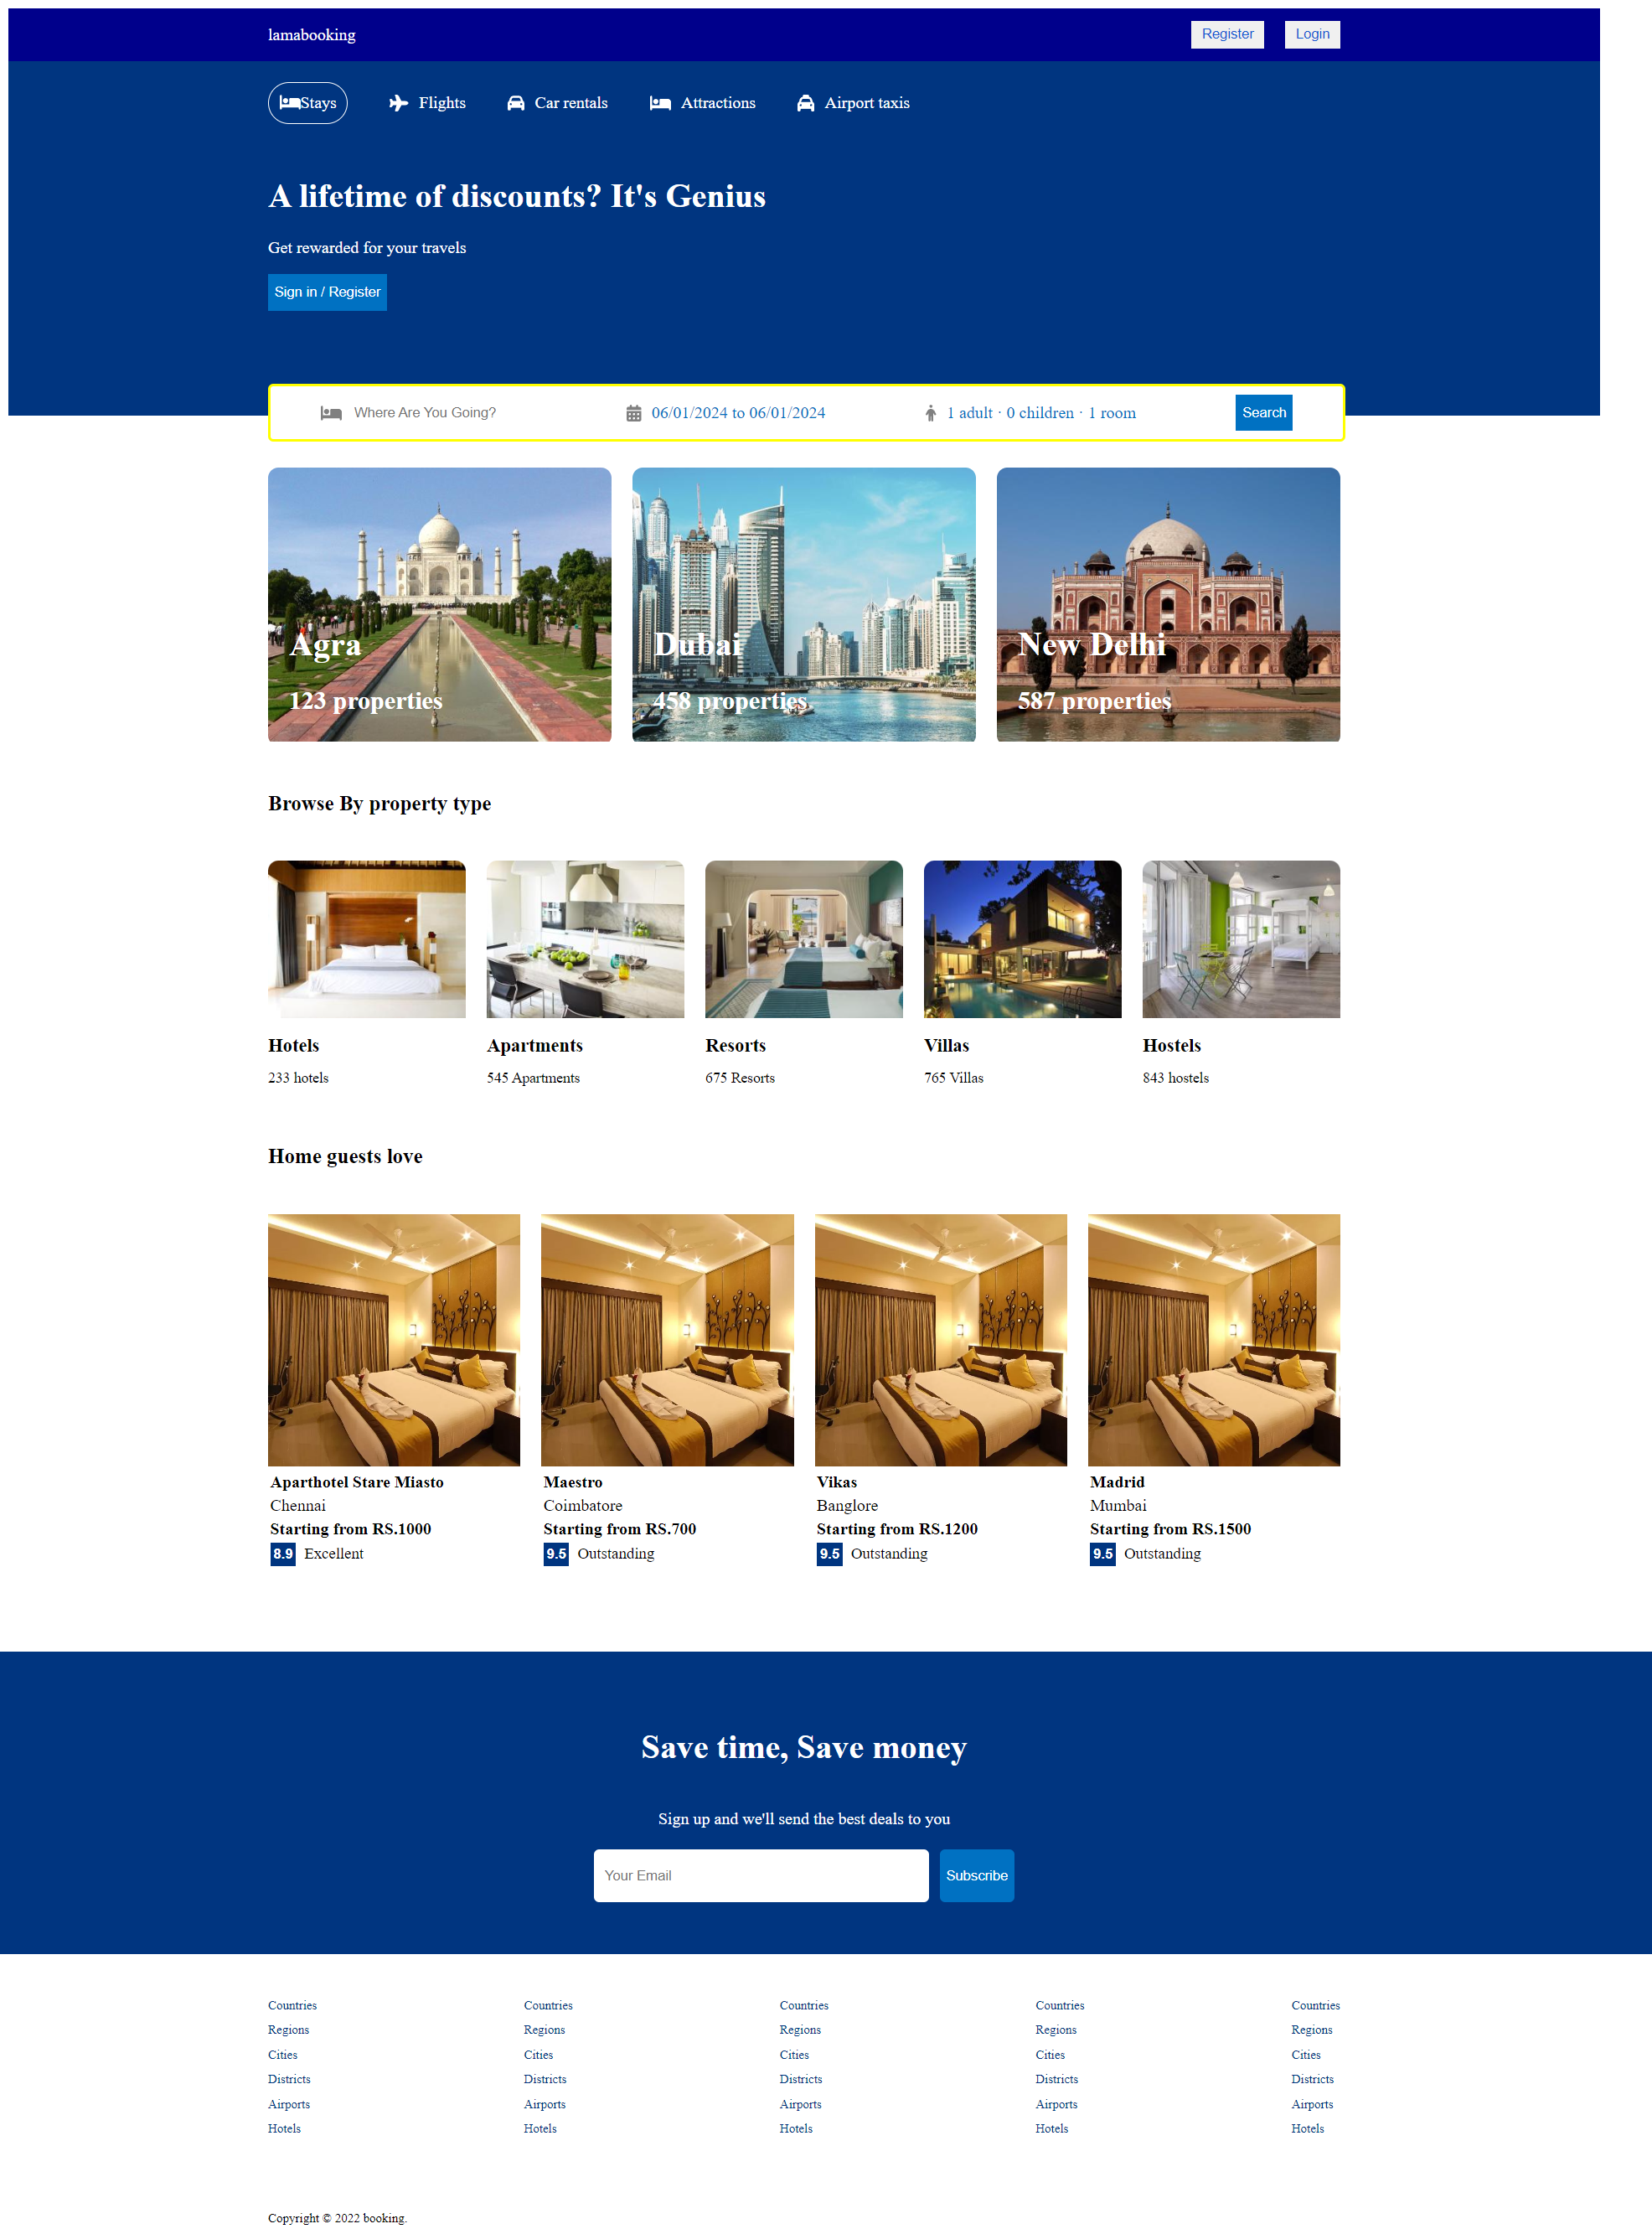 lamabooking Register Login
Stays Flights Car rentals Attractions Airport taxis
A lifetime of discounts? It's Genius
Get rewarded for your travels
Sign in / Register
Where Are You Going? 06/01/2024 to 06/01/2024 1 adult · 0 children · 1 room Search
Agra Dubai New Delhi
123 properties 458 properties 587 properties
Browse By property type
Hotels Apartments Resorts Villas Hostels
233 hotels 545 Apartments 675 Resorts 765 Villas 843 hostels
Home guests love
Aparthotel Stare Miasto Maestro Vikas Madrid
Chennai Coimbatore Banglore Mumbai
Starting from RS.1000 Starting from RS.700 Starting from RS.1200 Starting from RS.1500
8.9 Excellent 9.5 Outstanding 9.5 Outstanding 9.5 Outstanding
Save time, Save money
Sign up and we'll send the best deals to you
Your Email Subscribe
Countries Countries Countries Countries Countries
Regions Regions Regions Regions Regions
Cities Cities Cities Cities Cities
Districts Districts Districts Districts Districts
Airports Airports Airports Airports Airports
Hotels Hotels Hotels Hotels Hotels
Copyright © 2022 booking.